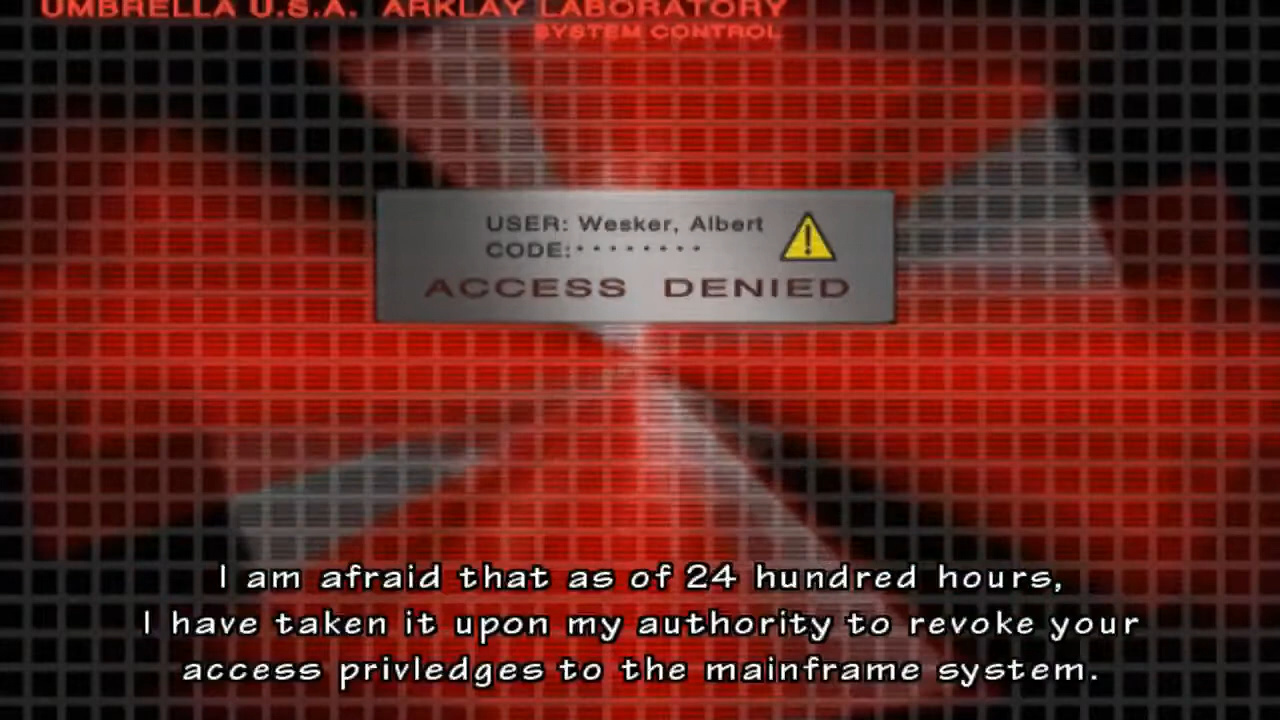 UMBRELLA U.S.A. ARKLAY LABORATORY
SYSTEM CONTROL
USER: Wesker, Albert
CODE:********
ACCESS DENIED
I am afraid that as of 24 hundred hours,
I have taken it upon my authority to revoke your
access privledges to the mainframe system.